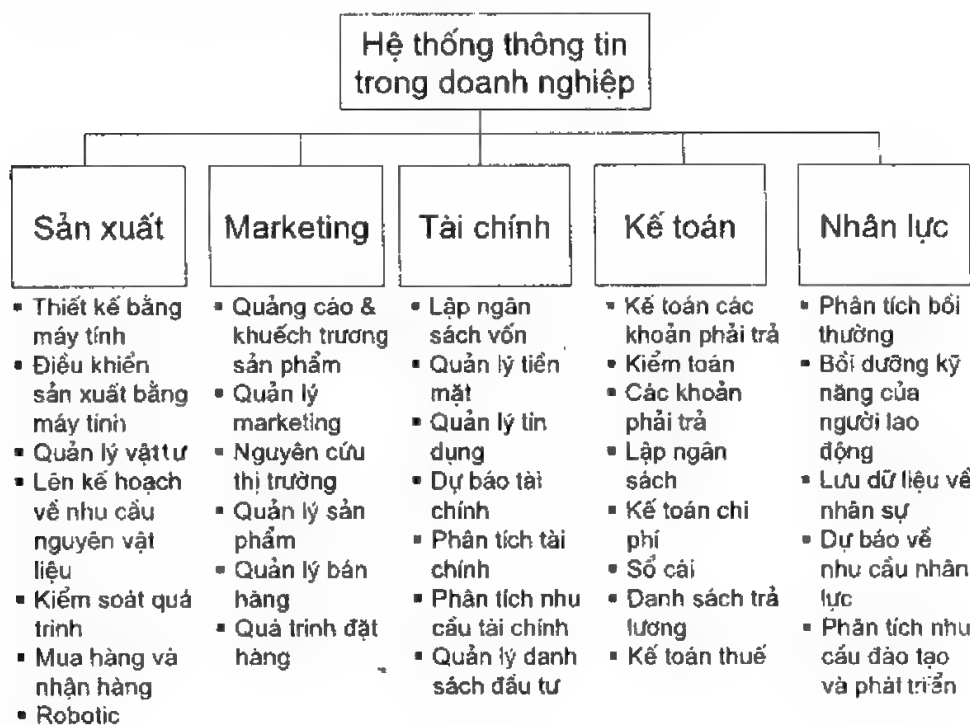 Hệ thống thông tin
trong doanh nghiệp
Sản xuất
▪ Thiết kế bằng
máy tính
▪ Điều khiển
sản xuất bằng
máy tính
▪ Quản lý vật tư
▪ Lên kế hoạch
về nhu cầu
nguyên vật
liệu
▪ Kiểm soát quá
trình
▪ Mua hàng và
nhận hàng
▪ Robotic
Marketing
▪ Quảng cáo &
khuếch trương
sản phẩm
▪ Quản lý
marketing
▪ Nguyên cứu
thị trường
▪ Quản lý sản
phẩm
▪ Quản lý bán
hàng
▪ Quá trình đặt
hàng
Tài chính
▪ Lập ngân
sách vốn
▪ Quản lý tiền
mặt
▪ Quản lý tín
dụng
▪ Dự báo tài
chính
▪ Phân tích tài
chính
▪ Phân tích nhu
cầu tài chính
▪ Quản lý danh
sách đầu tư
Kế toán
▪ Kế toán các
khoản phải trả
▪ Kiểm toán
▪ Các khoản
phải trả
▪ Lập ngân
sách
▪ Kế toán chi
phí
▪ Sổ cái
▪ Danh sách trả
lương
▪ Kế toán thuế
Nhân lực
▪ Phân tích bồi
thường
▪ Bồi dưỡng kỹ
năng của
người lao
động
▪ Lưu dữ liệu về
nhân sự
▪ Dự báo về
nhu cầu nhân
lực
▪ Phân tích nhu
cầu đào tạo
và phát triển